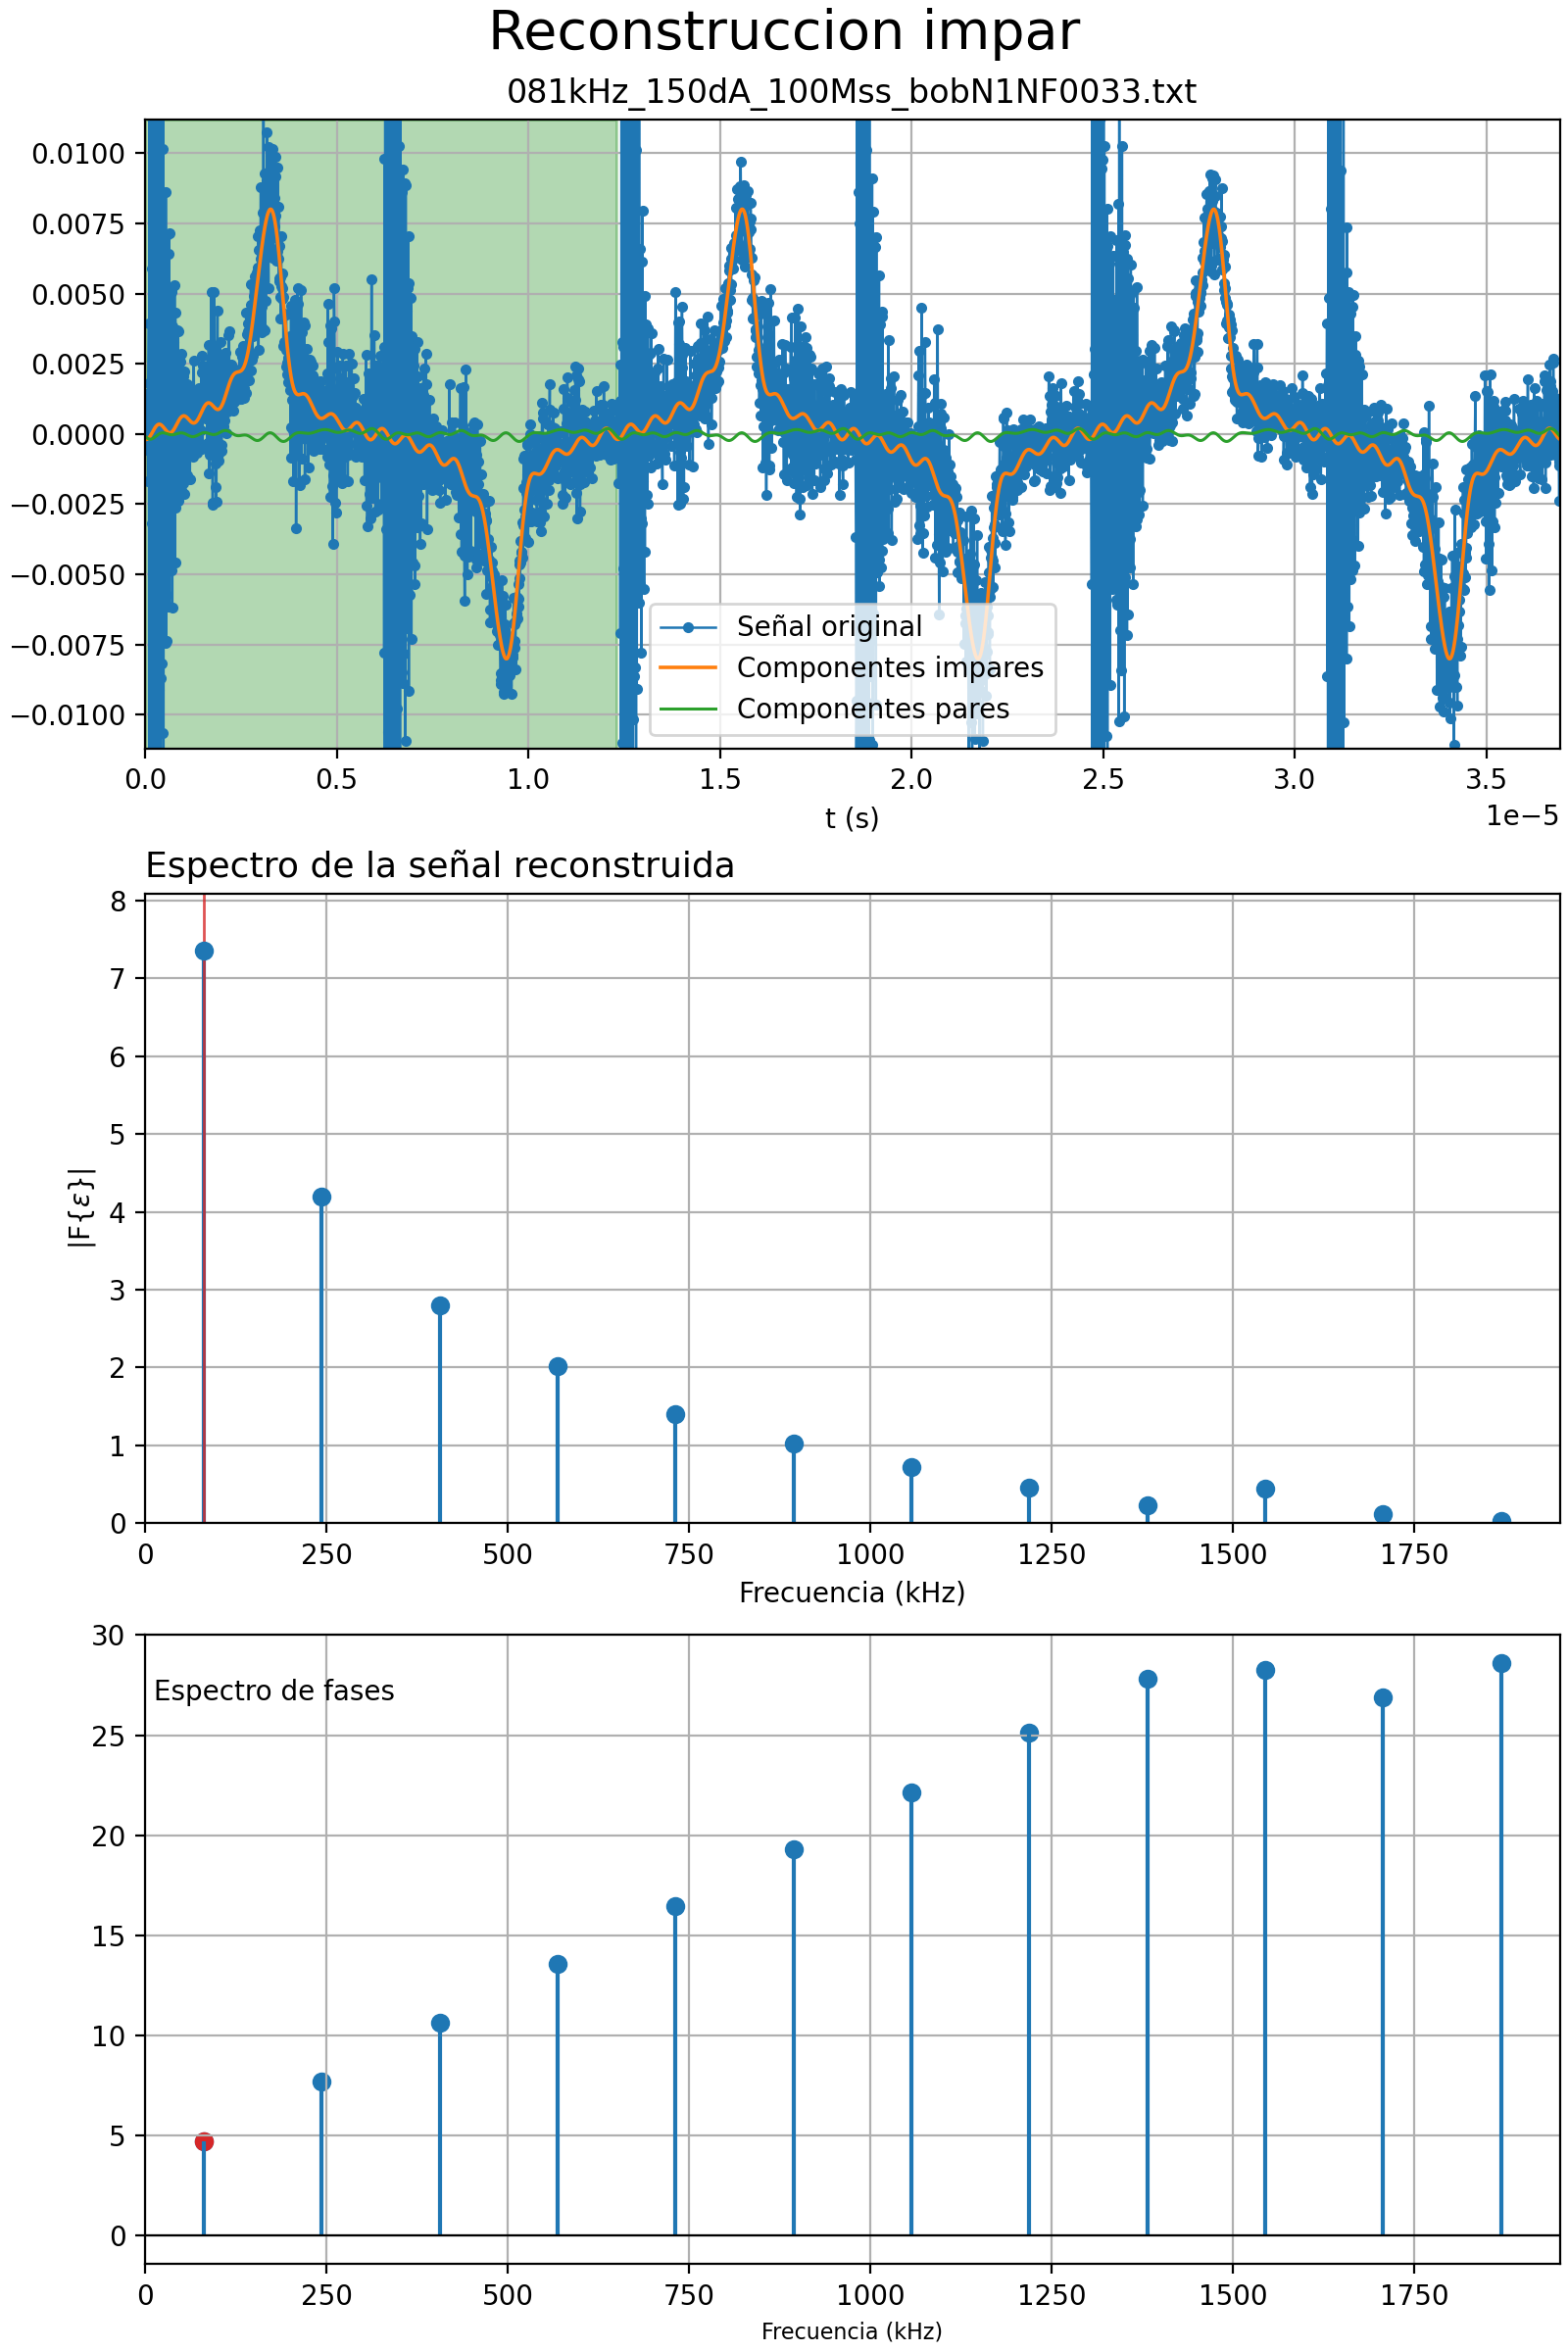 Reconstruccion impar
081kHz_150dA_100Mss_bobN1NF0033.txt
0.0100
0.0075
0.0050
0.0025
0.0000
−0.0025
−0.0050
−0.0075
−0.0100
Señal original
Componentes impares
Componentes pares
0.0 0.5 1.0 1.5 2.0 2.5 3.0 3.5
1e−5
t (s)
Espectro de la señal reconstruida
8
7
6
5
4
3
2
1
0
|F{ε}|
0 250 500 750 1000 1250 1500 1750
Frecuencia (kHz)
30
25
20
15
10
5
0
Espectro de fases
0 250 500 750 1000 1250 1500 1750
Frecuencia (kHz)